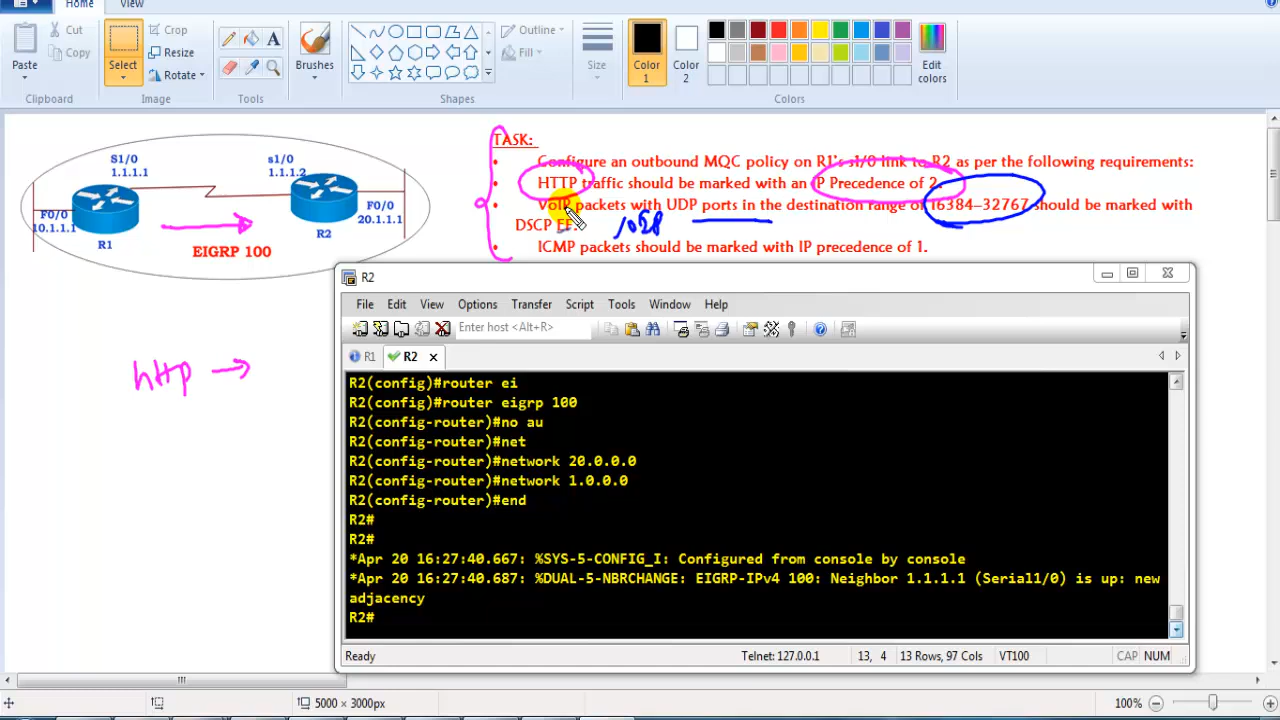 Home View
Paste
Cut
Copy
Clipboard
Select
Crop
Resize
Rotate
Image
Tools
Brushes
Shapes
Outline
Fill
Size
Color 1
Color 2
Edit colors
Colors
S1/0
1.1.1.1
s1/0
1.1.1.2
F0/0
10.1.1.1
R1
R2
F0/0
20.1.1.1
EIGRP 100
http →
TASK:
• Configure an outbound MQC policy on R1's s1/0 link to R2 as per the following requirements:
• HTTP traffic should be marked with an IP Precedence of 2.
• VoIP packets with UDP ports in the destination range of 16384–32767 should be marked with
DSCP EF.
• ICMP packets should be marked with IP precedence of 1.
R2
File Edit View Options Transfer Script Tools Window Help
Enter host <Alt+R>
R1 R2
R2(config)#router ei
R2(config)#router eigrp 100
R2(config-router)#no au
R2(config-router)#net
R2(config-router)#network 20.0.0.0
R2(config-router)#network 1.0.0.0
R2(config-router)#end
R2#
R2#
*Apr 20 16:27:40.667: %SYS-5-CONFIG_I: Configured from console by console
*Apr 20 16:27:40.687: %DUAL-5-NBRCHANGE: EIGRP-IPv4 100: Neighbor 1.1.1.1 (Serial1/0) is up: new
adjacency
R2#
Ready Telnet: 127.0.0.1 13, 4 13 Rows, 97 Cols VT100 CAP NUM
5000 × 3000px 100%